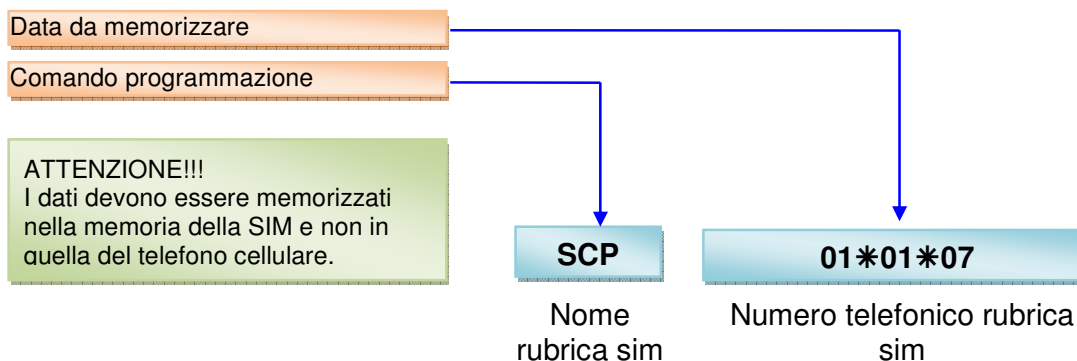 Data da memorizzare
Comando programmazione
ATTENZIONE!!!
I dati devono essere memorizzati
nella memoria della SIM e non in
quella del telefono cellulare.
SCP
01✳01✳07
Nome
rubrica sim
Numero telefonico rubrica
sim